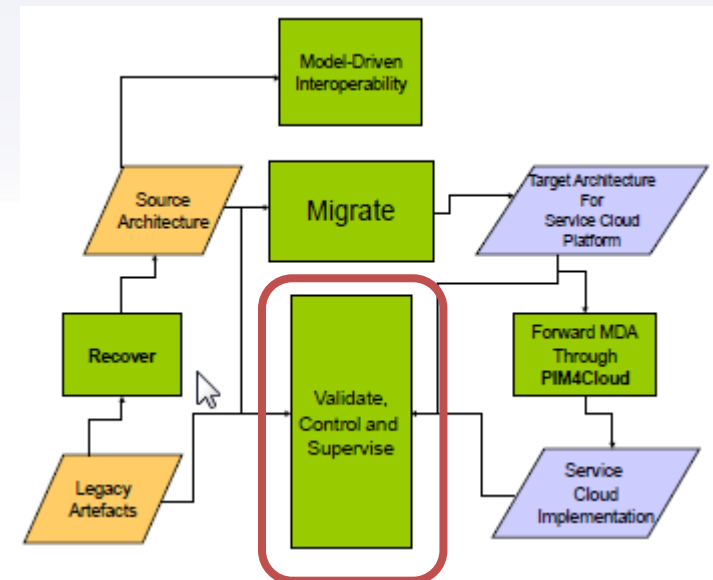 Model-Driven
Interoperability
Source
Architecture
Migrate
Target Architecture
For
Service Cloud
Platform
Recover
Validate,
Control and
Supervise
Forward MDA
Through
PIM4Cloud
Legacy
Artefacts
Service
Cloud
Implementation